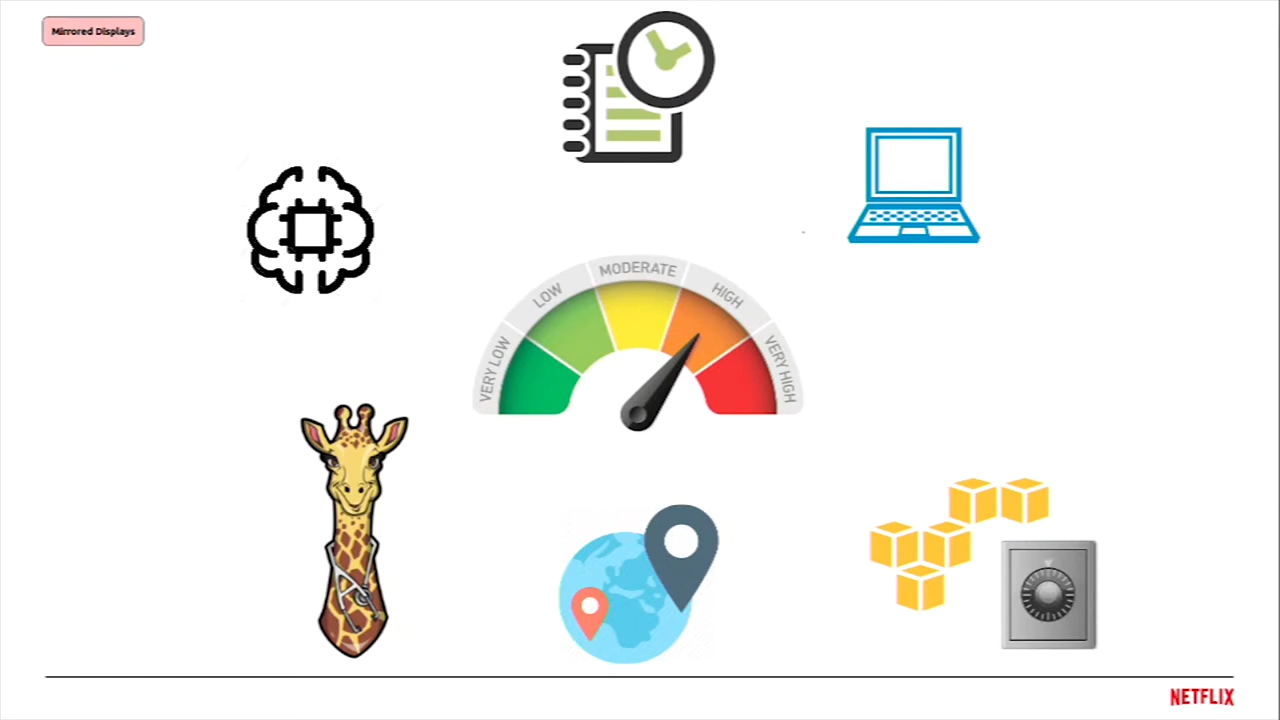 Mirrored Displays
VERY LOW
LOW
MODERATE
HIGH
VERY HIGH
NETFLIX